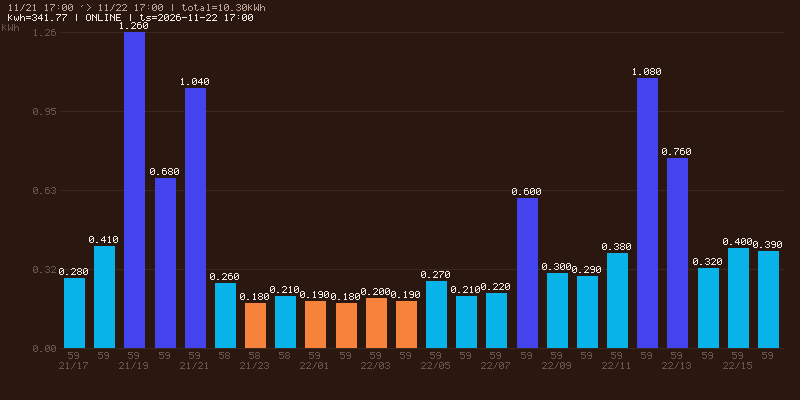 11/21 17:00 -> 11/22 17:00 | total=10.30kWh
Kwh=341.77 | ONLINE | ts=2026-11-22 17:00
kWh
1.26
0.95
0.63
0.32
0.00
0.280 0.410 1.260 0.680 1.040 0.260 0.180 0.210 0.190 0.180 0.200 0.190 0.270 0.210 0.220 0.600 0.300 0.290 0.380 1.080 0.760 0.320 0.400 0.390
59 59 59 59 59 58 58 58 59 59 59 59 59 59 59 59 59 59 59 59 59 59 59 59
21/17 21/19 21/21 21/23 22/01 22/03 22/05 22/07 22/09 22/11 22/13 22/15